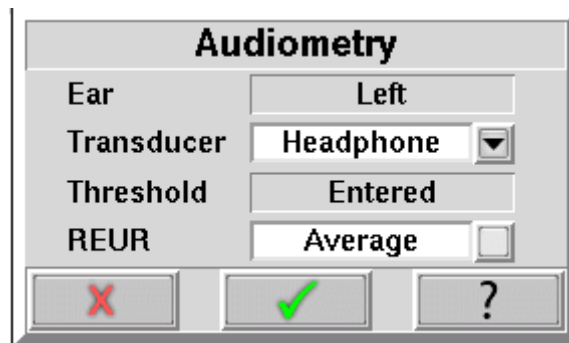 Audiometry
Ear Left
Transducer Headphone
Threshold Entered
REUR Average
?